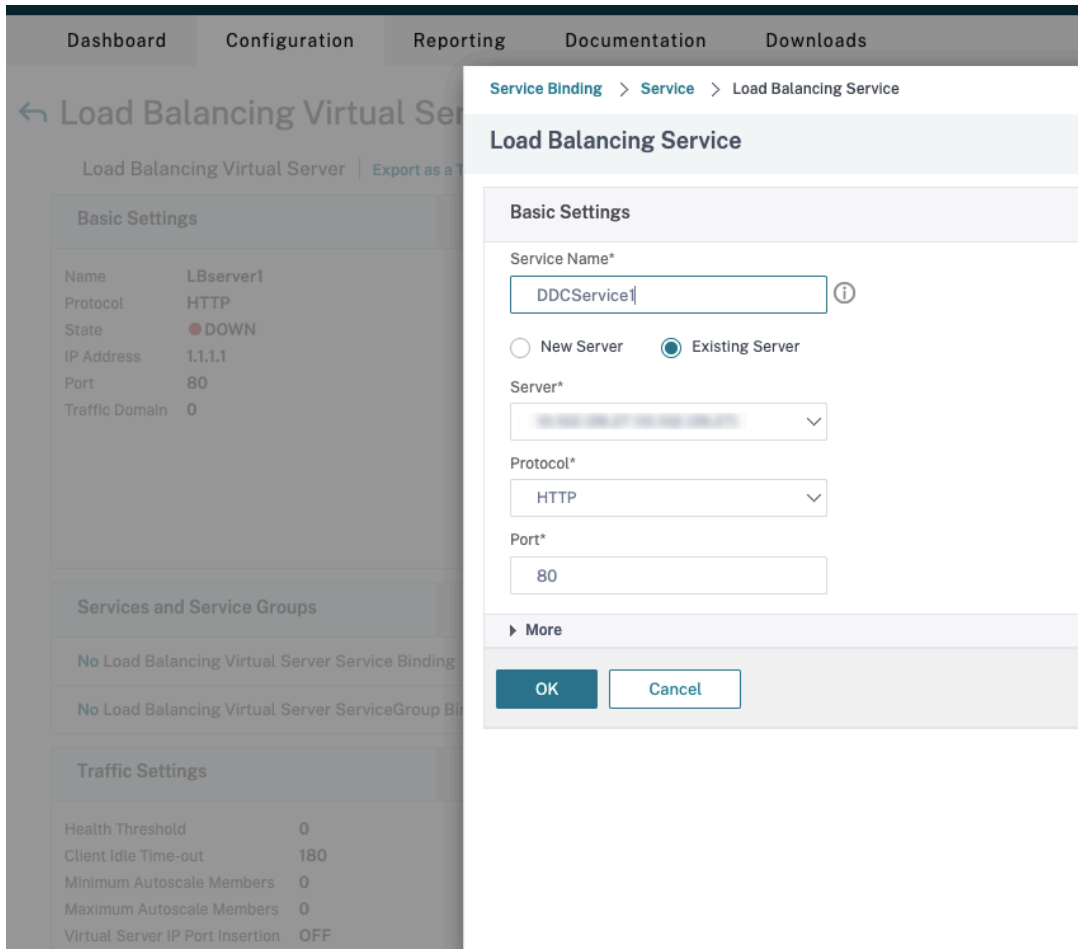 Dashboard Configuration Reporting Documentation Downloads
Load Balancing Virtual Ser
Load Balancing Virtual Server Export as a T
Basic Settings
Name LBserver1
Protocol HTTP
State DOWN
IP Address 1.1.1.1
Port 80
Traffic Domain 0
Services and Service Groups
No Load Balancing Virtual Server Service Binding
No Load Balancing Virtual Server ServiceGroup Bin
Traffic Settings
Health Threshold 0
Client Idle Time-out 180
Minimum Autoscale Members 0
Maximum Autoscale Members 0
Virtual Server IP Port Insertion OFF
Service Binding > Service > Load Balancing Service
Load Balancing Service
Basic Settings
Service Name*
DDCService1
New Server Existing Server
Server*
Protocol*
HTTP
Port*
80
More
OK Cancel